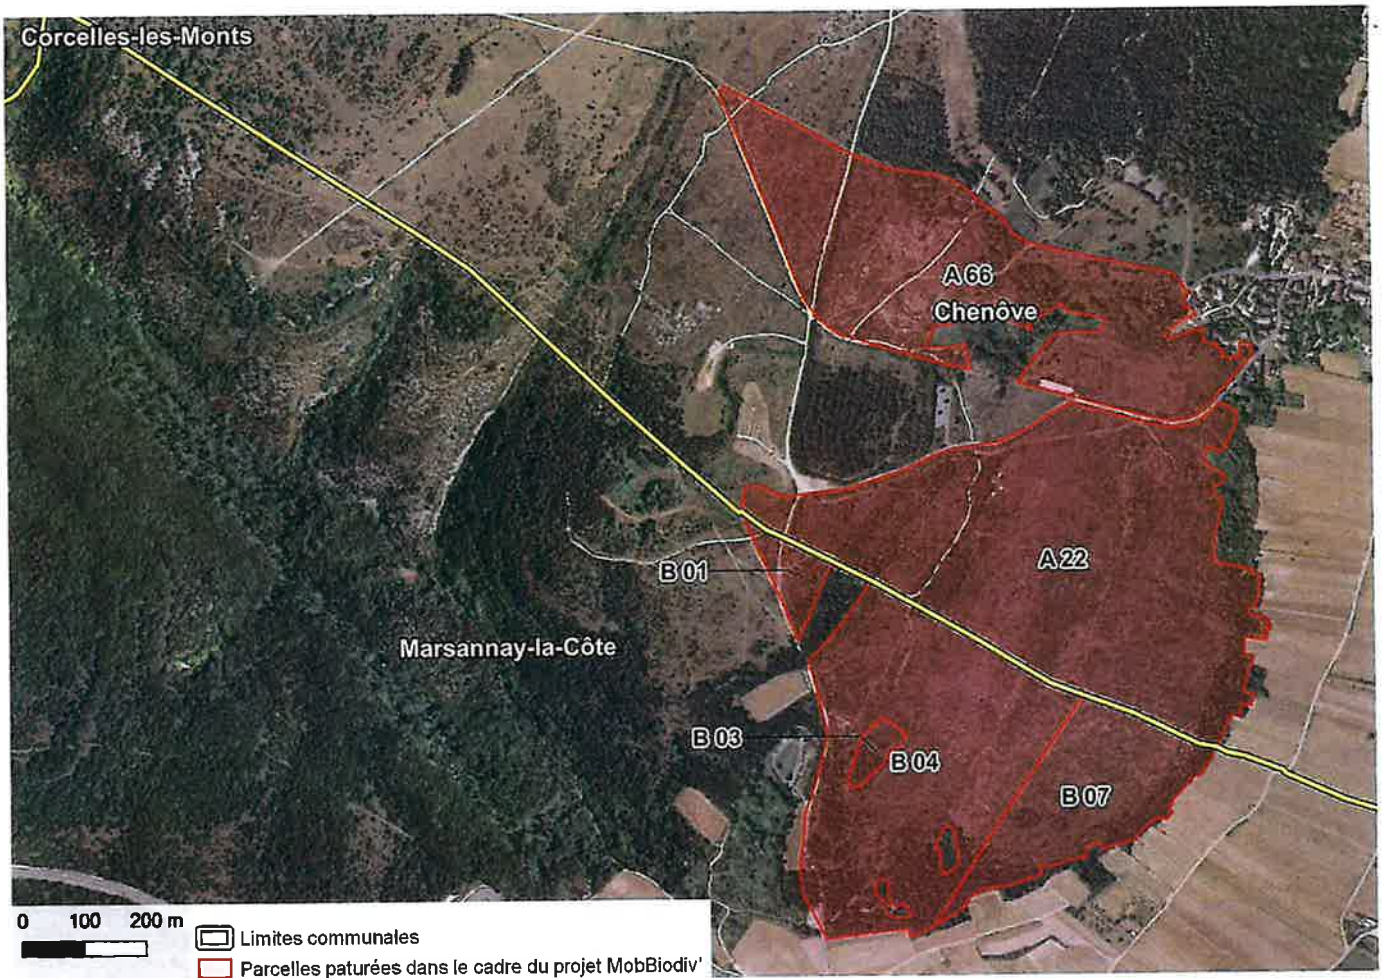 Corcelles-les-Monts
A 66
Chenôve
A 22
B 01
Marsannay-la-Côte
B 03
B 04
B 07
0 100 200 m
Limites communales
Parcelles paturées dans le cadre du projet MobBiodiv'